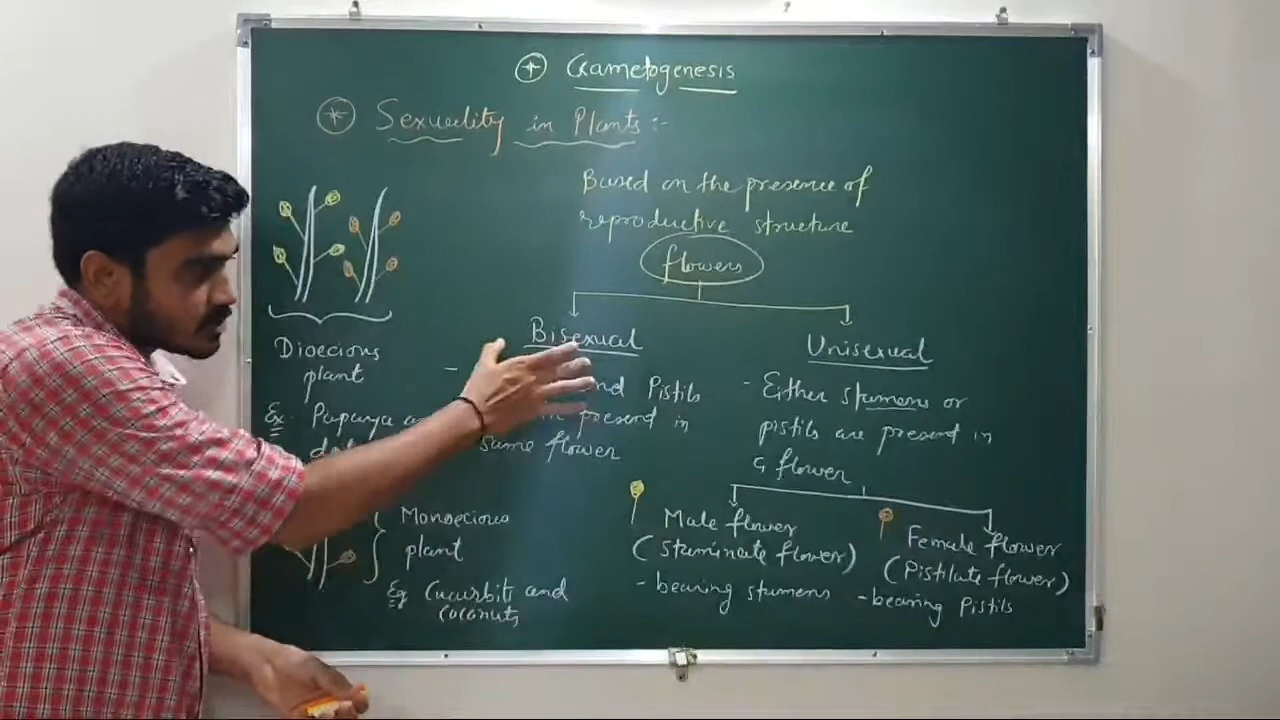 Gametogenesis
Sexuality in Plants :-
Based on the presence of
reproductive structure
flowers
Bisexual
- and Pistils
present in
same flower
Unisexual
- Either stamens or
pistils are present in
a flower
Male flower
(Staminate flower)
- bearing stamens
Female flower
(Pistilate flower)
- bearing Pistils
Dioecious
plant
Ex- Papaya
Monoecious
plant
Eg Cucurbits and
coconuts